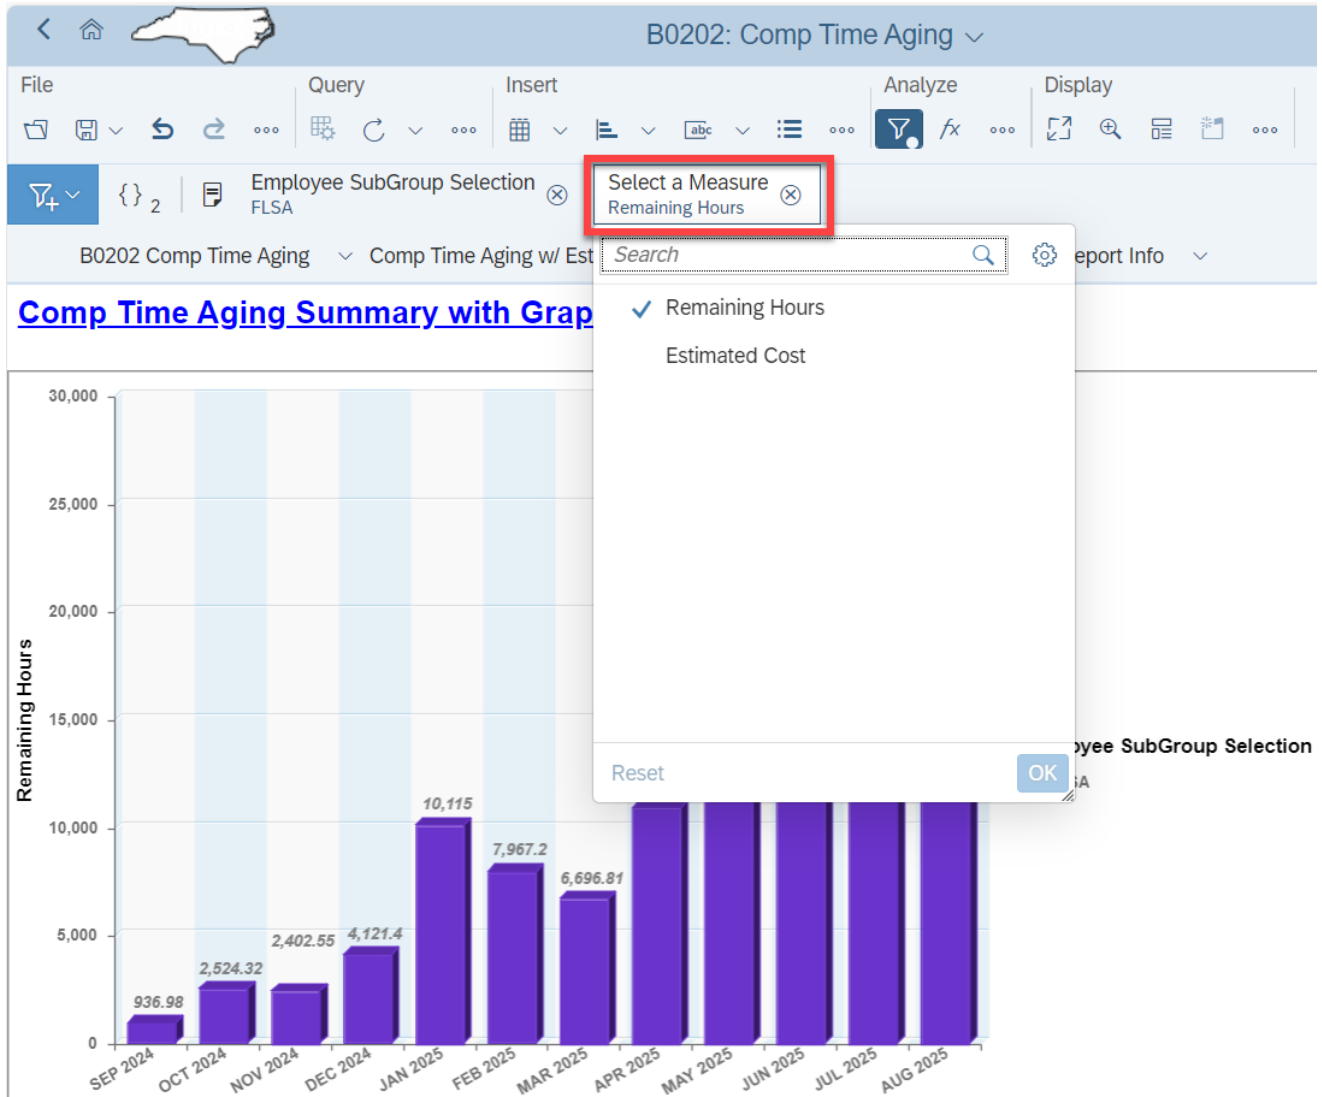 B0202: Comp Time Aging
File
Query
Insert
Analyze
Display
abc
fx
{ } 2
Employee SubGroup Selection
FLSA
Select a Measure
Remaining Hours
B0202 Comp Time Aging
Comp Time Aging w/ Est
eport Info
Search
Remaining Hours
Estimated Cost
Reset
OK
Comp Time Aging Summary with Grap
30,000
25,000
20,000
15,000
10,000
5,000
0
Remaining Hours
936.98
2,524.32
2,402.55
4,121.4
10,115
7,967.2
6,696.81
SEP 2024
OCT 2024
NOV 2024
DEC 2024
JAN 2025
FEB 2025
MAR 2025
APR 2025
MAY 2025
JUN 2025
JUL 2025
AUG 2025
oyee SubGroup Selection
SA